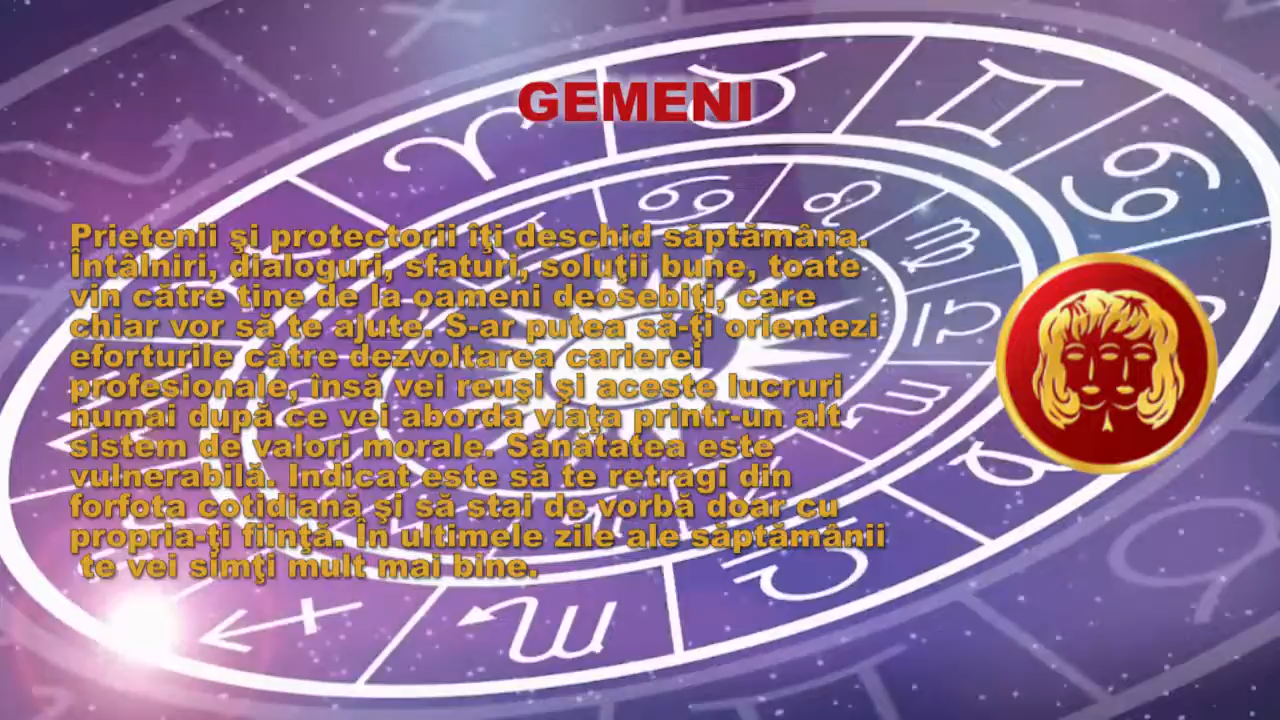 GEMENI
Prietenii şi protectorii îţi deschid săptămâna.
Întâlniri, dialoguri, sfaturi, soluţii bune, toate
vin către tine de la oameni deosebiţi, care
chiar vor să te ajute. S-ar putea să-ţi orientezi
eforturile către dezvoltarea carierei
profesionale, însă vei reuşi şi aceste lucruri
numai după ce vei aborda viaţa printr-un alt
sistem de valori morale. Sănătatea este
vulnerabilă. Indicat este să te retragi din
forfota cotidiană şi să stai de vorbă doar cu
propria-ţi fiinţă. În ultimele zile ale săptămânii
te vei simţi mult mai bine.